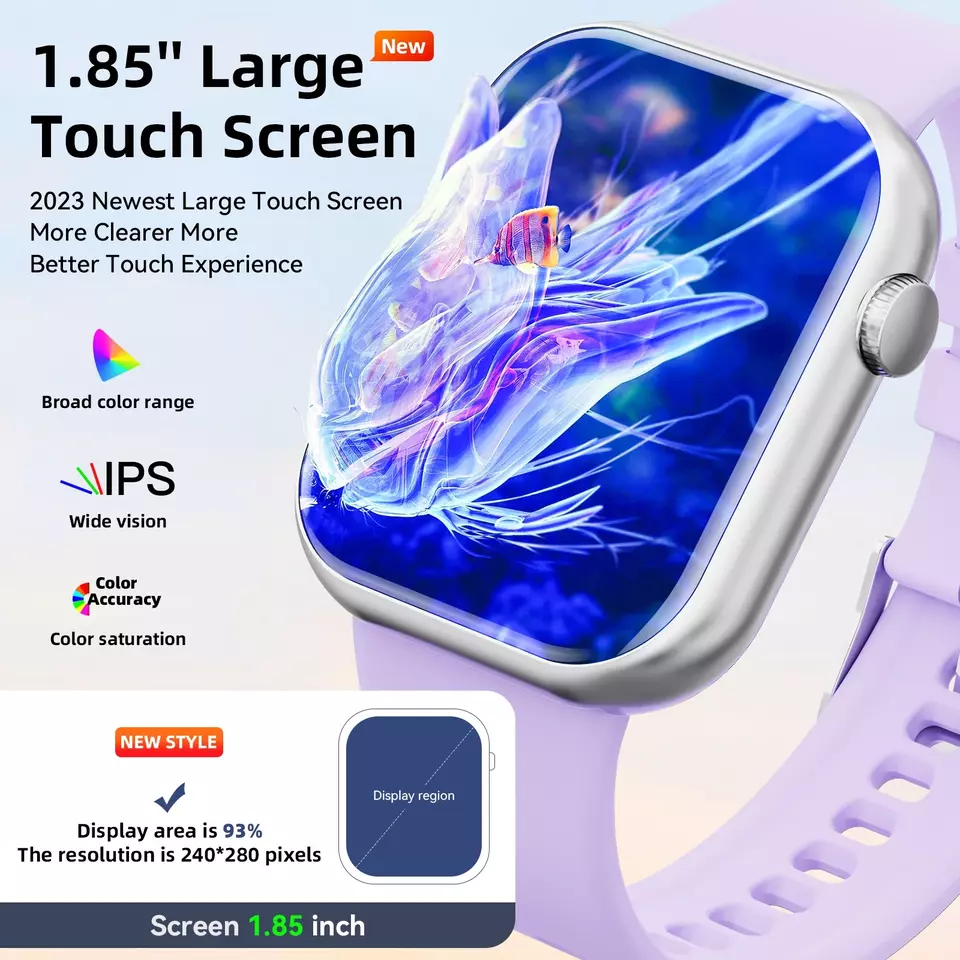 1.85" Large
New
Touch Screen
2023 Newest Large Touch Screen
More Clearer More
Better Touch Experience
Broad color range
IPS
Wide vision
Color
Accuracy
Color saturation
NEW STYLE
Display region
Display area is 93%
The resolution is 240*280 pixels
Screen 1.85 inch